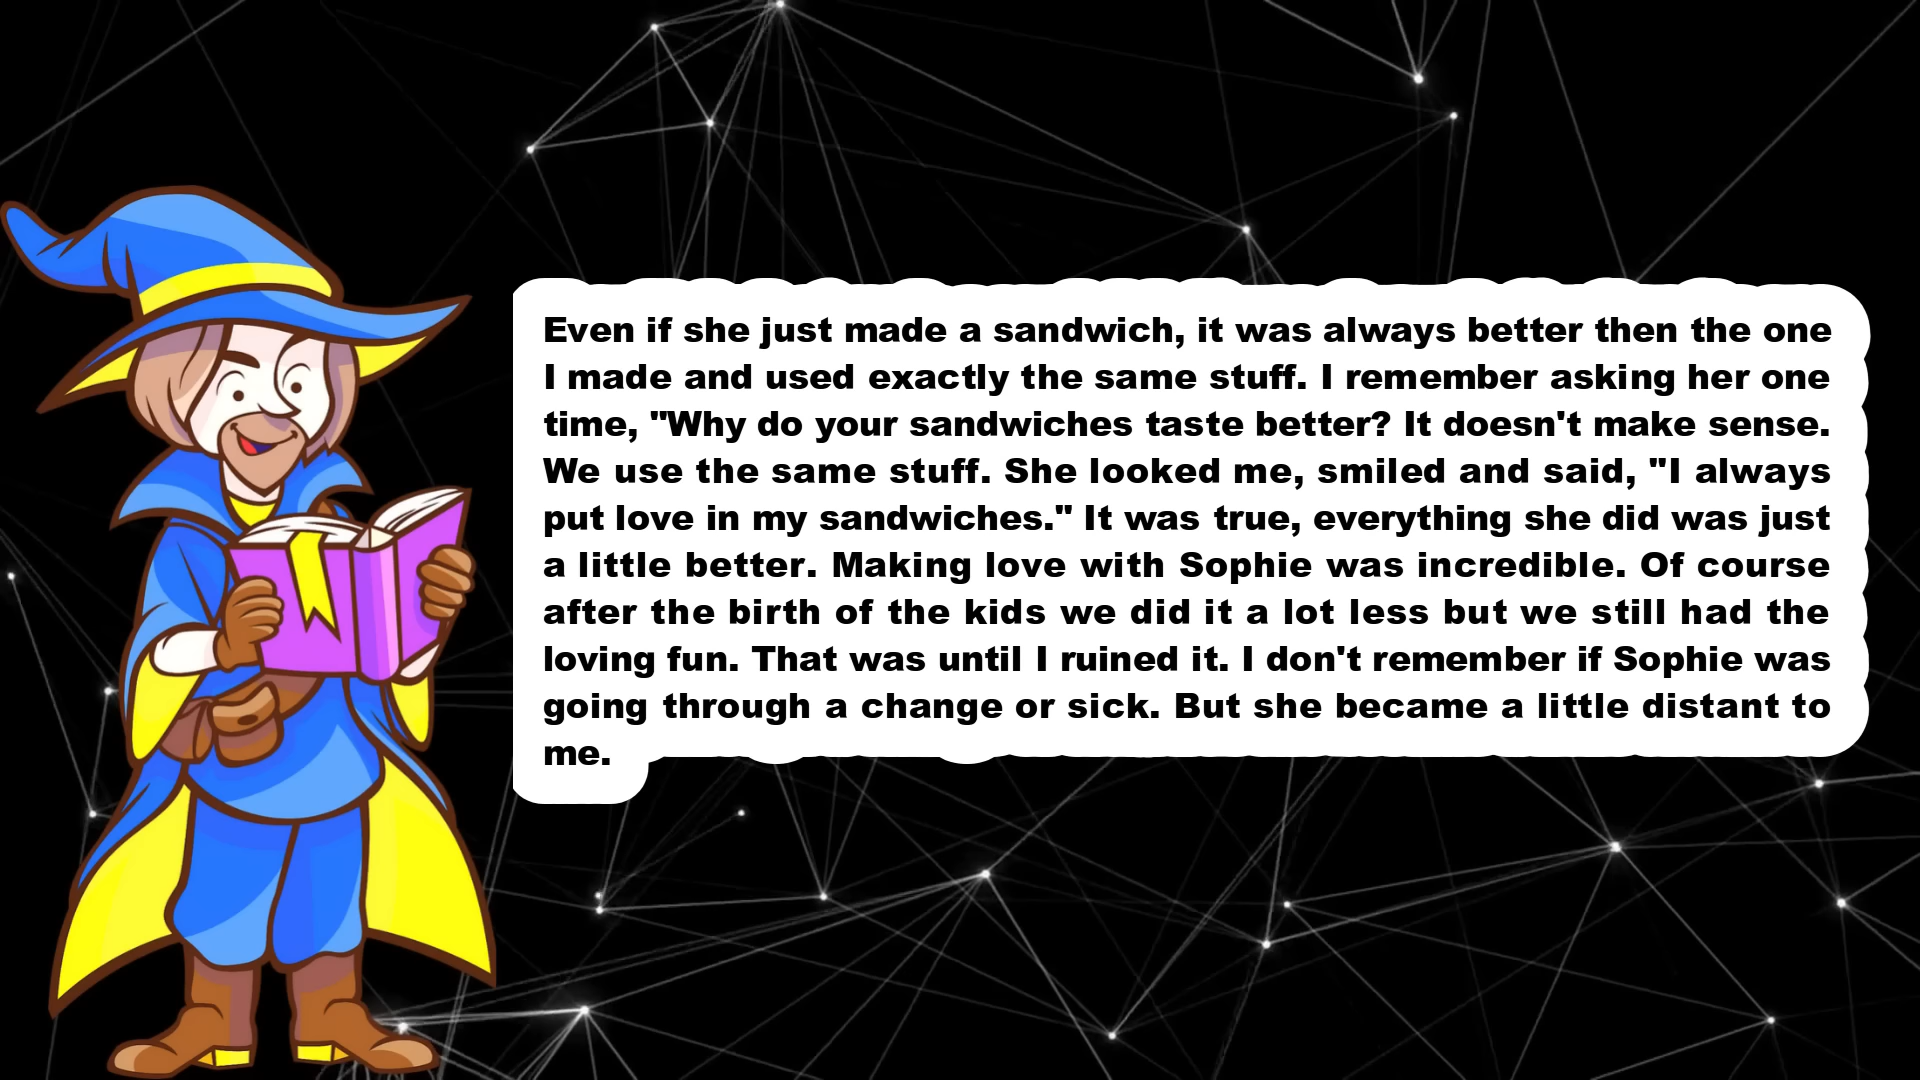 Even if she just made a sandwich, it was always better then the one
I made and used exactly the same stuff. I remember asking her one
time, "Why do your sandwiches taste better? It doesn't make sense.
We use the same stuff. She looked me, smiled and said, "I always
put love in my sandwiches." It was true, everything she did was just
a little better. Making love with Sophie was incredible. Of course
after the birth of the kids we did it a lot less but we still had the
loving fun. That was until I ruined it. I don't remember if Sophie was
going through a change or sick. But she became a little distant to
me.